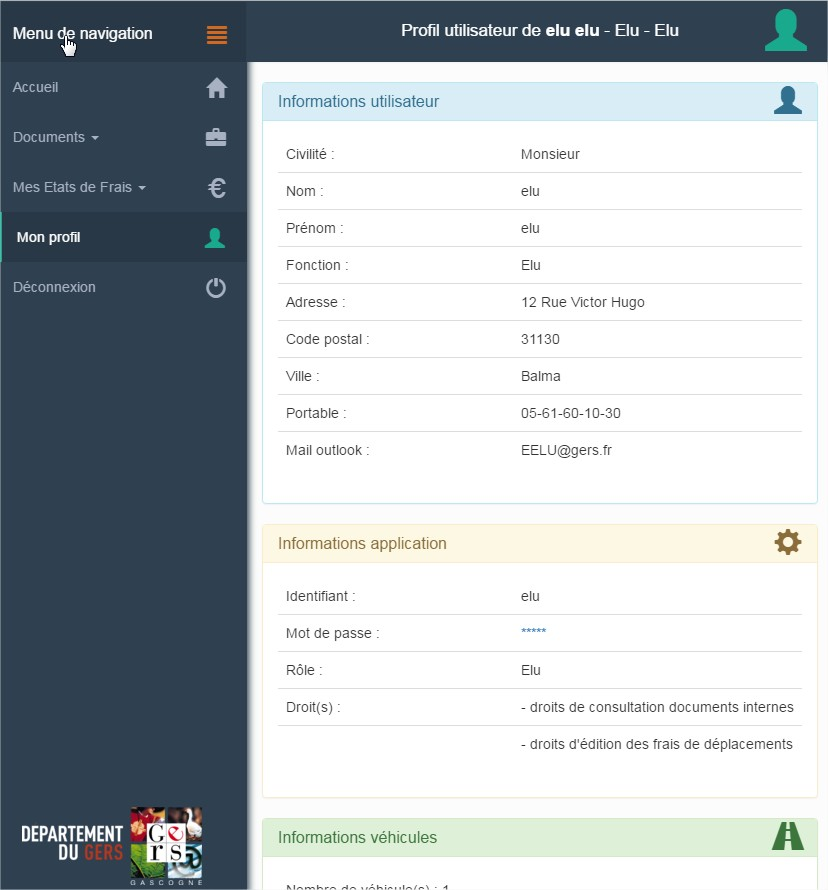 Menu de navigation
Profil utilisateur de elu elu - Elu - Elu
Accueil
Documents
Mes Etats de Frais
€
Mon profil
Déconnexion
Informations utilisateur
Civilité : Monsieur
Nom : elu
Prénom : elu
Fonction : Elu
Adresse : 12 Rue Victor Hugo
Code postal : 31130
Ville : Balma
Portable : 05-61-60-10-30
Mail outlook : EELU@gers.fr
Informations application
Identifiant : elu
Mot de passe : *****
Rôle : Elu
Droit(s) : - droits de consultation documents internes
- droits d'édition des frais de déplacements
Informations véhicules
Nombre de véhicule(s) : 1
DEPARTEMENT
DU GERS
Gers
GASCOGNE